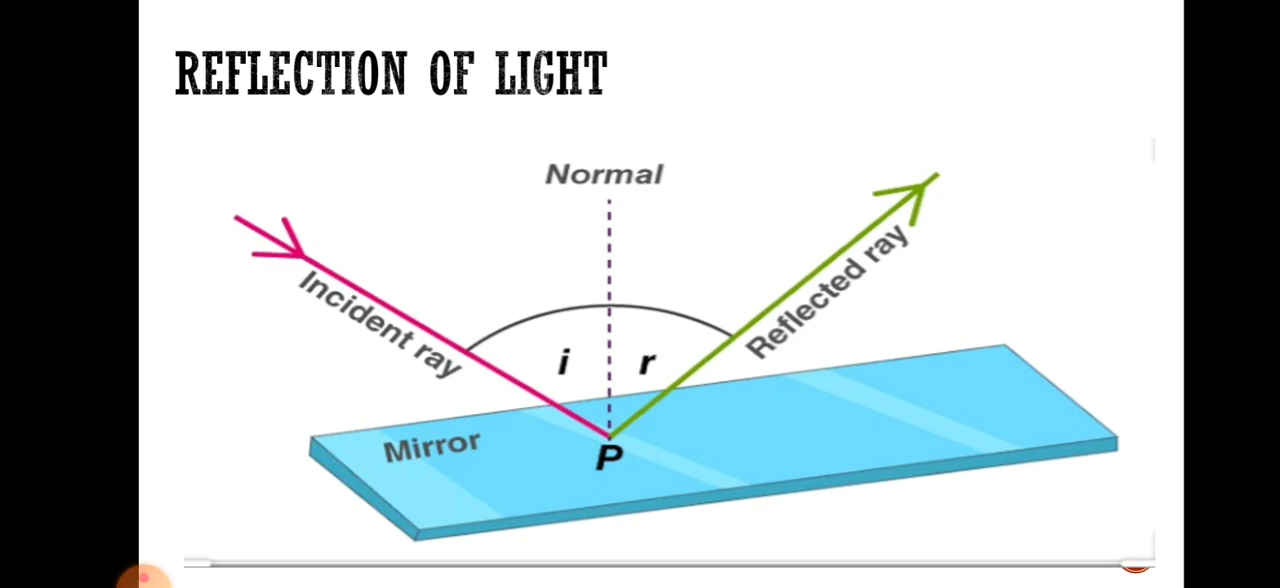 REFLECTION OF LIGHT
Normal
Incident ray
Reflected ray
i
r
Mirror
P